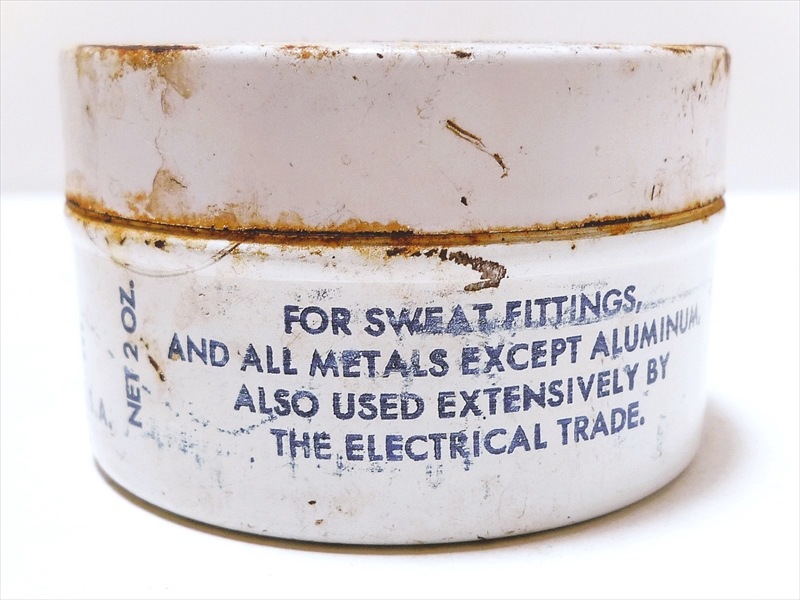 NET 2 OZ.
FOR SWEAT FITTINGS,
AND ALL METALS EXCEPT ALUMINUM.
ALSO USED EXTENSIVELY BY
THE ELECTRICAL TRADE.